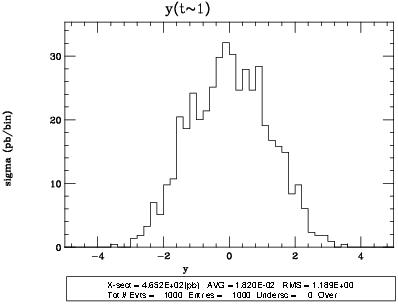 y(t~1)
sigma (pb/bin)
30
20
10
0
-4 -2 0 2 4
y
X-sect = 4.652E+02(pb) AVG = 1.820E-02 RMS = 1.189E+00
Tot # Evts = 1000 Entries = 1000 Undersc = 0 Over